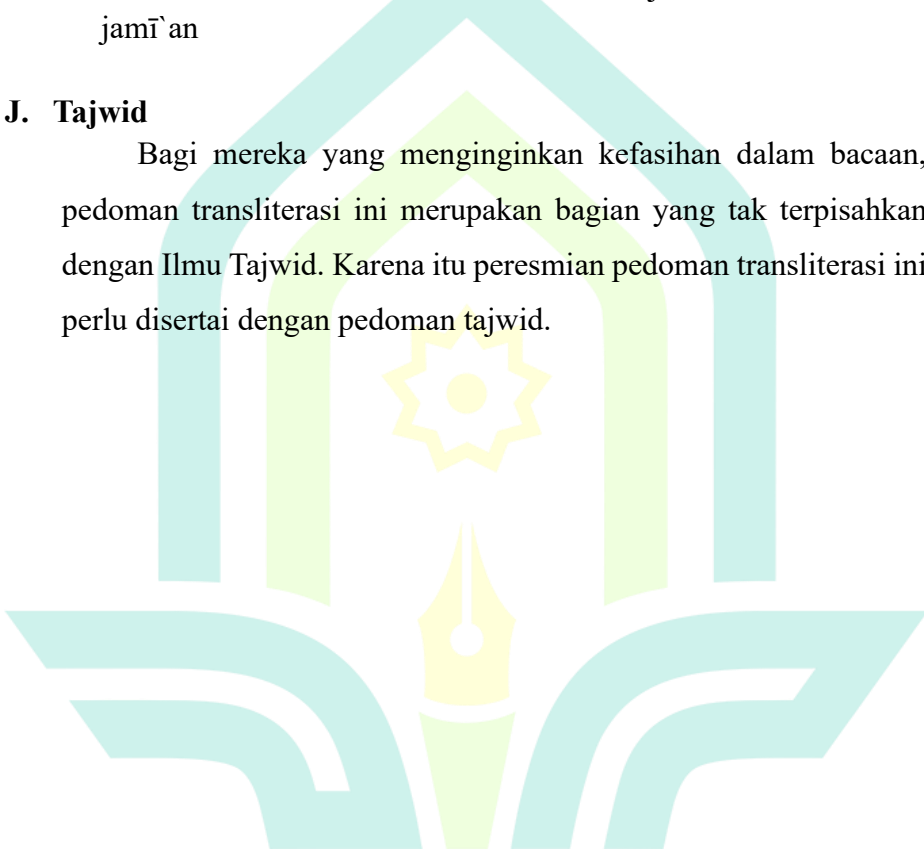 jamī`an
J. Tajwid
Bagi mereka yang menginginkan kefasihan dalam bacaan,
pedoman transliterasi ini merupakan bagian yang tak terpisahkan
dengan Ilmu Tajwid. Karena itu peresmian pedoman transliterasi ini
perlu disertai dengan pedoman tajwid.